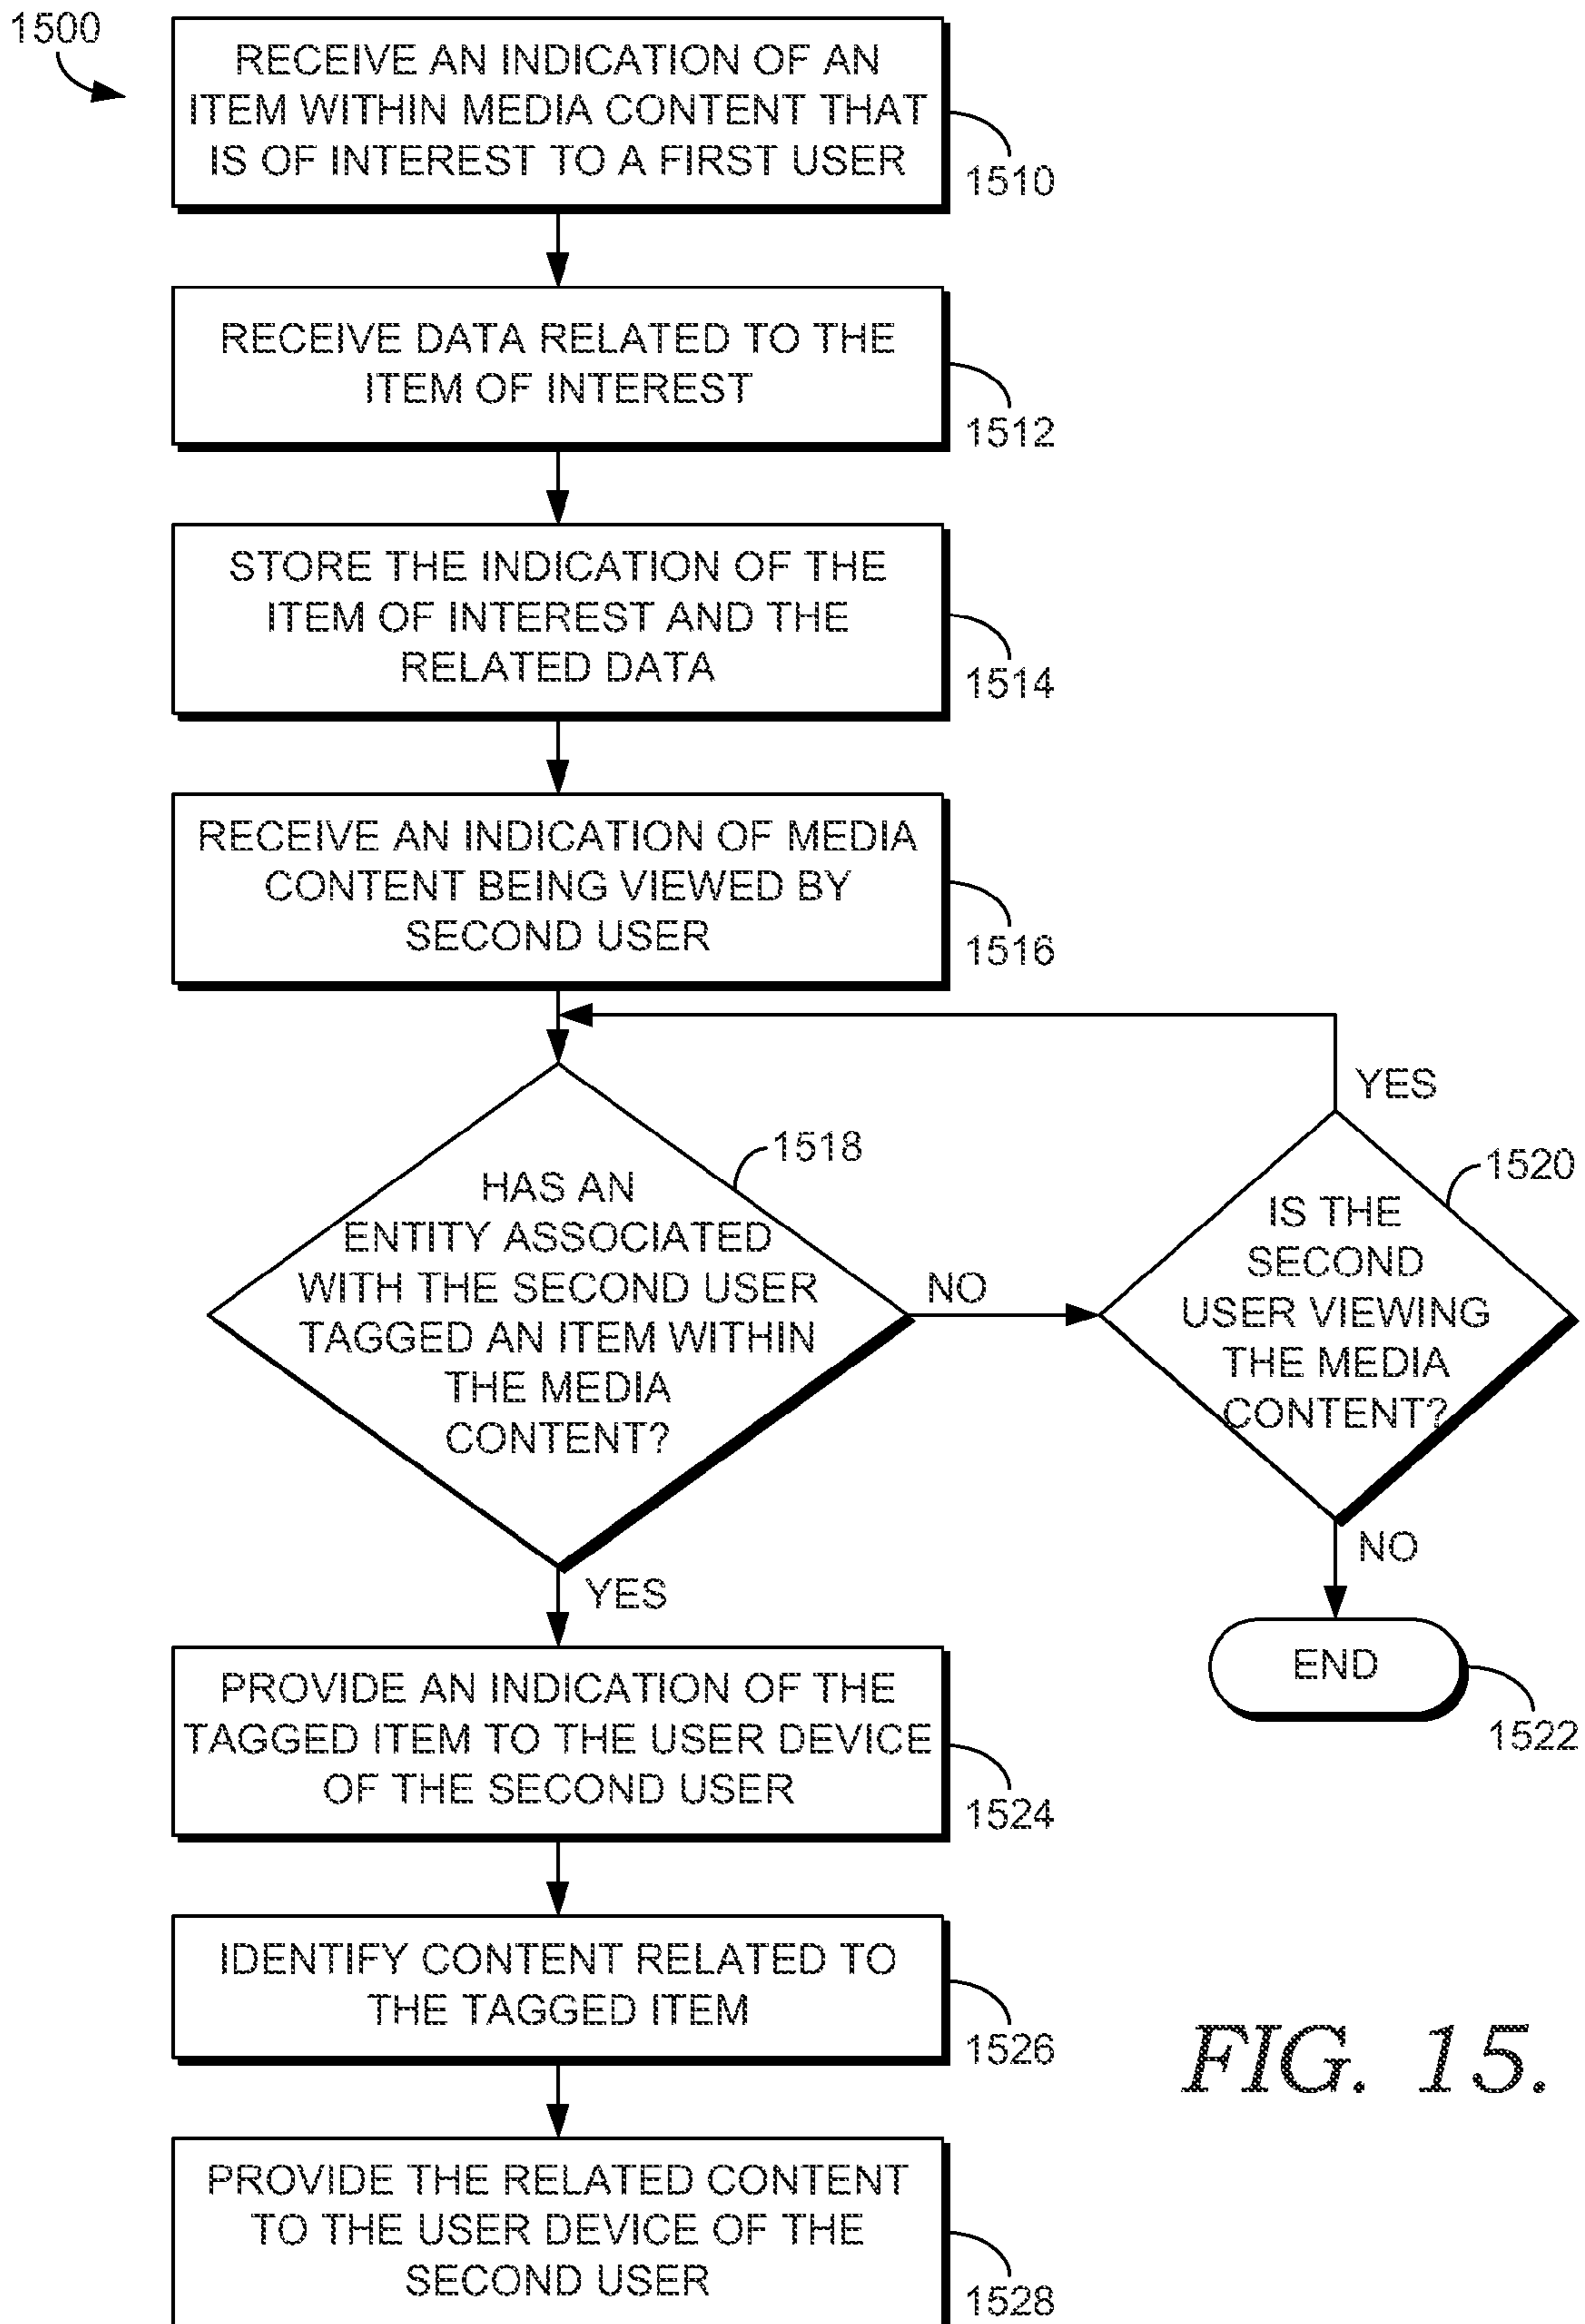 1500
RECEIVE AN INDICATION OF AN
ITEM WITHIN MEDIA CONTENT THAT
IS OF INTEREST TO A FIRST USER
1510
RECEIVE DATA RELATED TO THE
ITEM OF INTEREST
1512
STORE THE INDICATION OF THE
ITEM OF INTEREST AND THE
RELATED DATA
1514
RECEIVE AN INDICATION OF MEDIA
CONTENT BEING VIEWED BY
SECOND USER
1516
HAS AN
ENTITY ASSOCIATED
WITH THE SECOND USER
TAGGED AN ITEM WITHIN
THE MEDIA
CONTENT?
1518
NO
YES
IS THE
SECOND
USER VIEWING
THE MEDIA
CONTENT?
1520
YES
NO
END
1522
PROVIDE AN INDICATION OF THE
TAGGED ITEM TO THE USER DEVICE
OF THE SECOND USER
1524
IDENTIFY CONTENT RELATED TO
THE TAGGED ITEM
1526
PROVIDE THE RELATED CONTENT
TO THE USER DEVICE OF THE
SECOND USER
1528
FIG. 15.